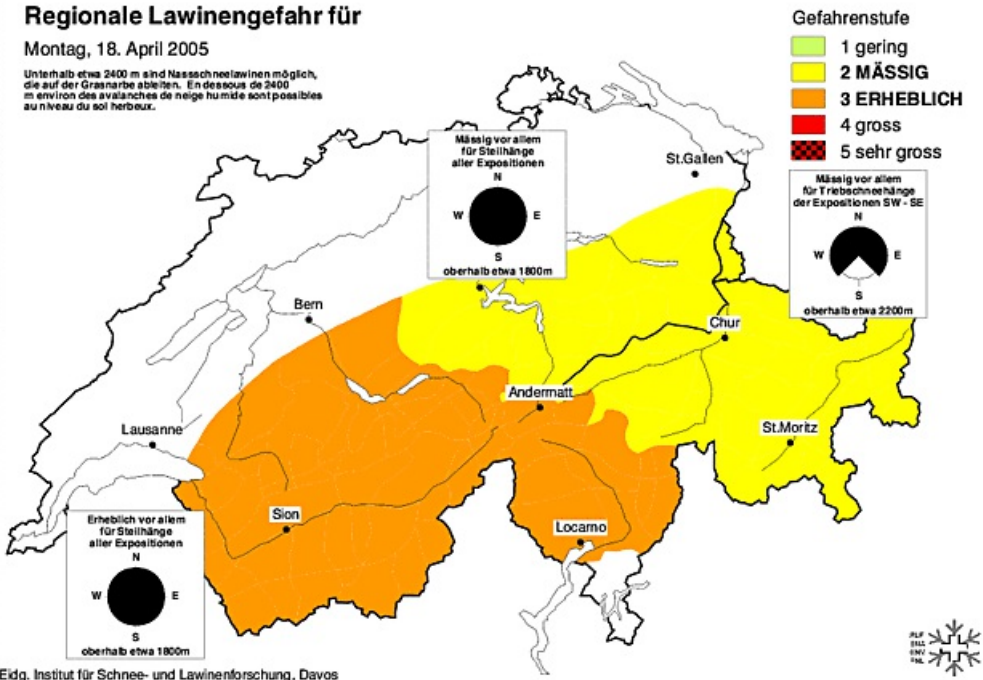 Regionale Lawinengefahr für
Montag, 18. April 2005
Unterhalb etwa 2400 m sind Nassschneelawinen möglich,
die auf der Grasnarbe ableiten. En dessous de 2400
m environ des avalanches de neige humide sont possibles
au niveau du sol herbeux.
Gefahrenstufe
1 gering
2 MÄSSIG
3 ERHEBLICH
4 gross
5 sehr gross
Mässig vor allem
für Steilhänge
aller Expositionen
N
W E
S
oberhalb etwa 1800m
St.Gallen
Mässig vor allem
für Triebschneehänge
der Expositionen SW - SE
N
W E
S
oberhalb etwa 2200m
Bern
Chur
Andermatt
Lausanne
St.Moritz
Sion
Locarno
Erheblich vor allem
für Steilhänge
aller Expositionen
N
W E
S
oberhalb etwa 1800m
SLF
SNL
Eidg. Institut für Schnee- und Lawinenforschung, Davos